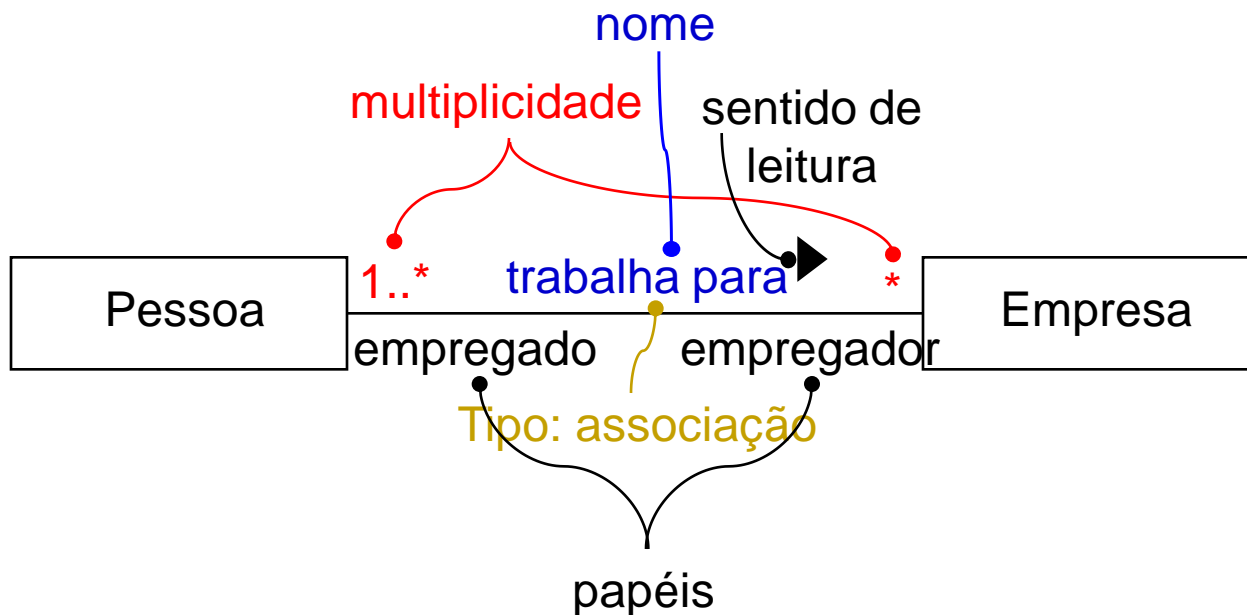 nome
multiplicidade
sentido de
leitura
1..*
trabalha para
*
Pessoa
Empresa
empregado
empregador
Tipo: associação
papéis